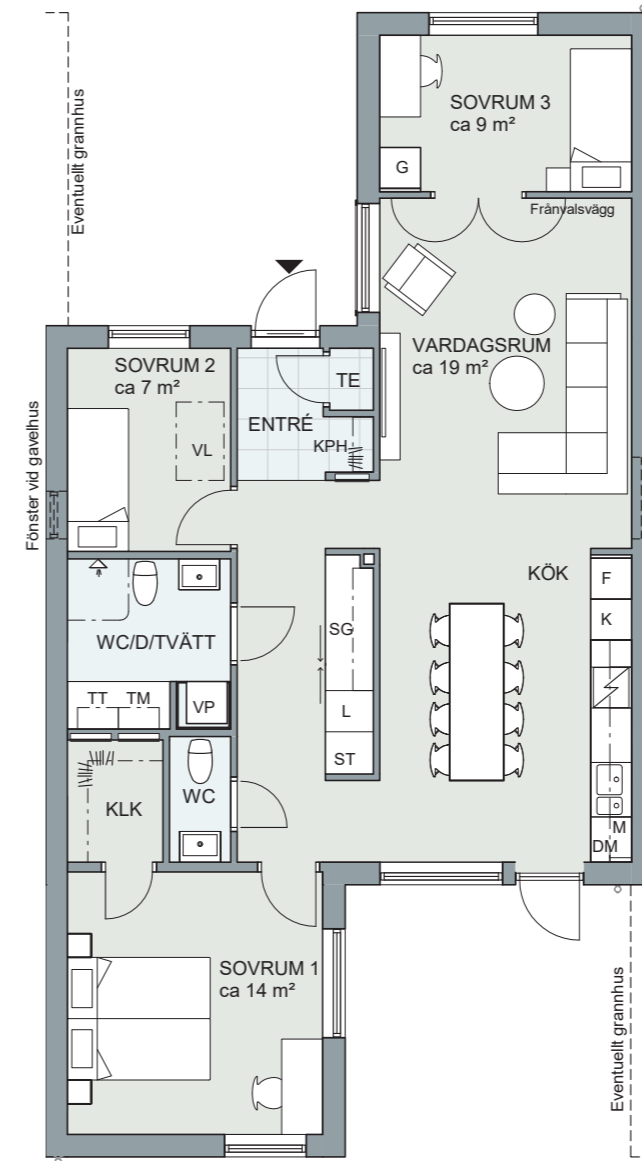 Eventuellt grannhus
SOVRUM 3
ca 9 m²
G
Frånvalsvägg
VARDAGSRUM
ca 19 m²
SOVRUM 2
ca 7 m²
VL
TE
ENTRÉ
KPH
Fönster vid gavelhus
KÖK
F
K
SG
L
ST
WC/D/TVÄTT
TT
TM
VP
WC
KLK
M
DM
SOVRUM 1
ca 14 m²
Eventuellt grannhus